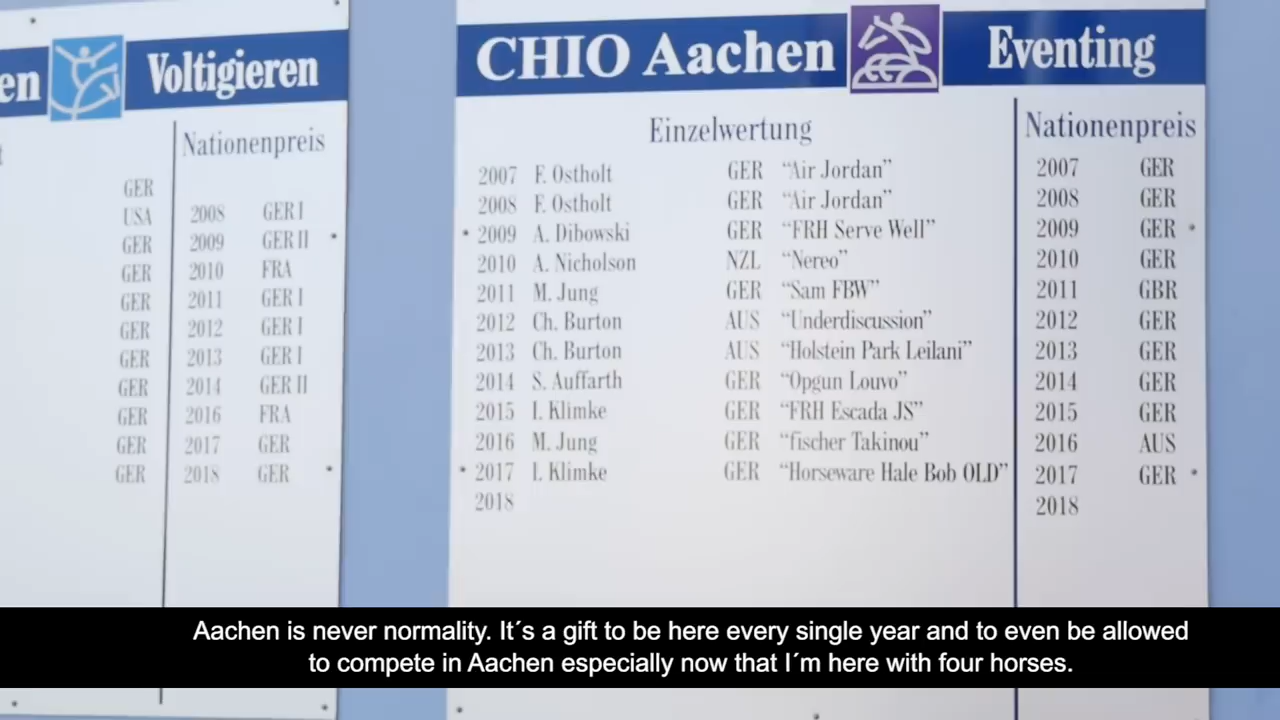 en Voltigieren
t Nationenpreis
GER
USA 2008 GER I
GER 2009 GER II
GER 2010 FRA
GER 2011 GER I
GER 2012 GER I
GER 2013 GER I
GER 2014 GER II
GER 2016 FRA
GER 2017 GER
GER 2018 GER
CHIO Aachen Eventing
Einzelwertung Nationenpreis
2007 F. Ostholt GER “Air Jordan” 2007 GER
2008 F. Ostholt GER “Air Jordan” 2008 GER
2009 A. Dibowski GER “FRH Serve Well” 2009 GER
2010 A. Nicholson NZL “Nereo” 2010 GER
2011 M. Jung GER “Sam FBW” 2011 GBR
2012 Ch. Burton AUS “Underdiscussion” 2012 GER
2013 Ch. Burton AUS “Holstein Park Leilani” 2013 GER
2014 S. Auffarth GER “Opgun Louvo” 2014 GER
2015 I. Klimke GER “FRH Escada JS” 2015 GER
2016 M. Jung GER “fischer Takinou” 2016 AUS
2017 I. Klimke GER “Horseware Hale Bob OLD” 2017 GER
2018 2018
Aachen is never normality. It´s a gift to be here every single year and to even be allowed
to compete in Aachen especially now that I´m here with four horses.